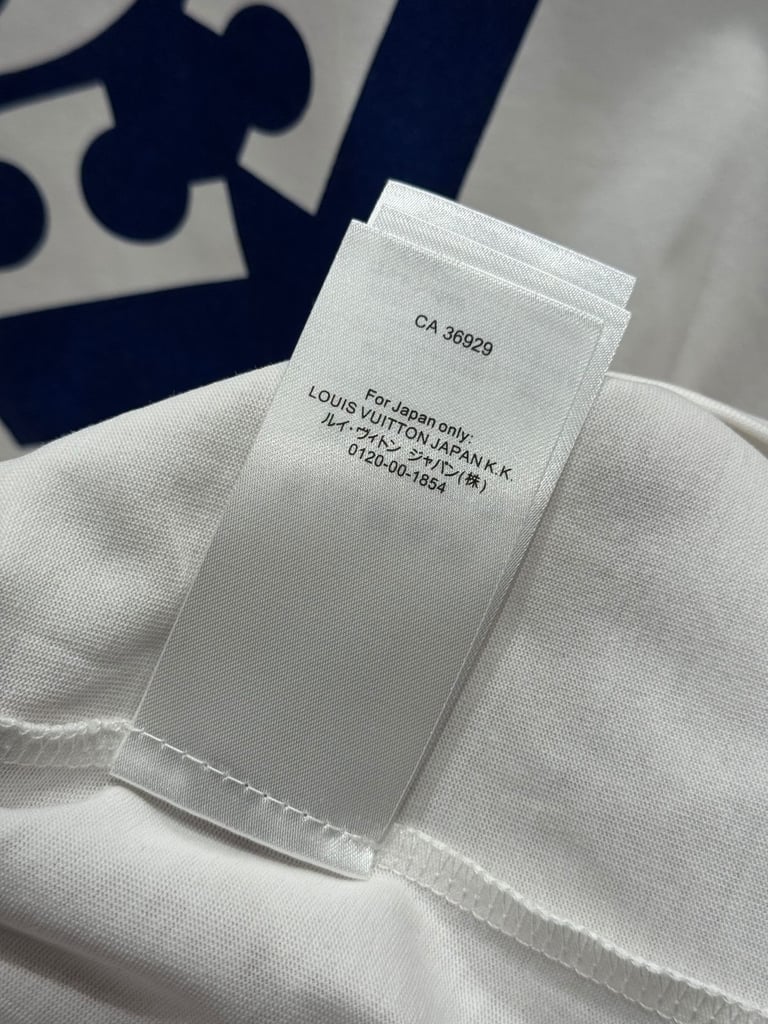 CA 36929
For Japan only:
LOUIS VUITTON JAPAN K.K.
ルイ・ヴィトン ジャパン(株)
0120-00-1854